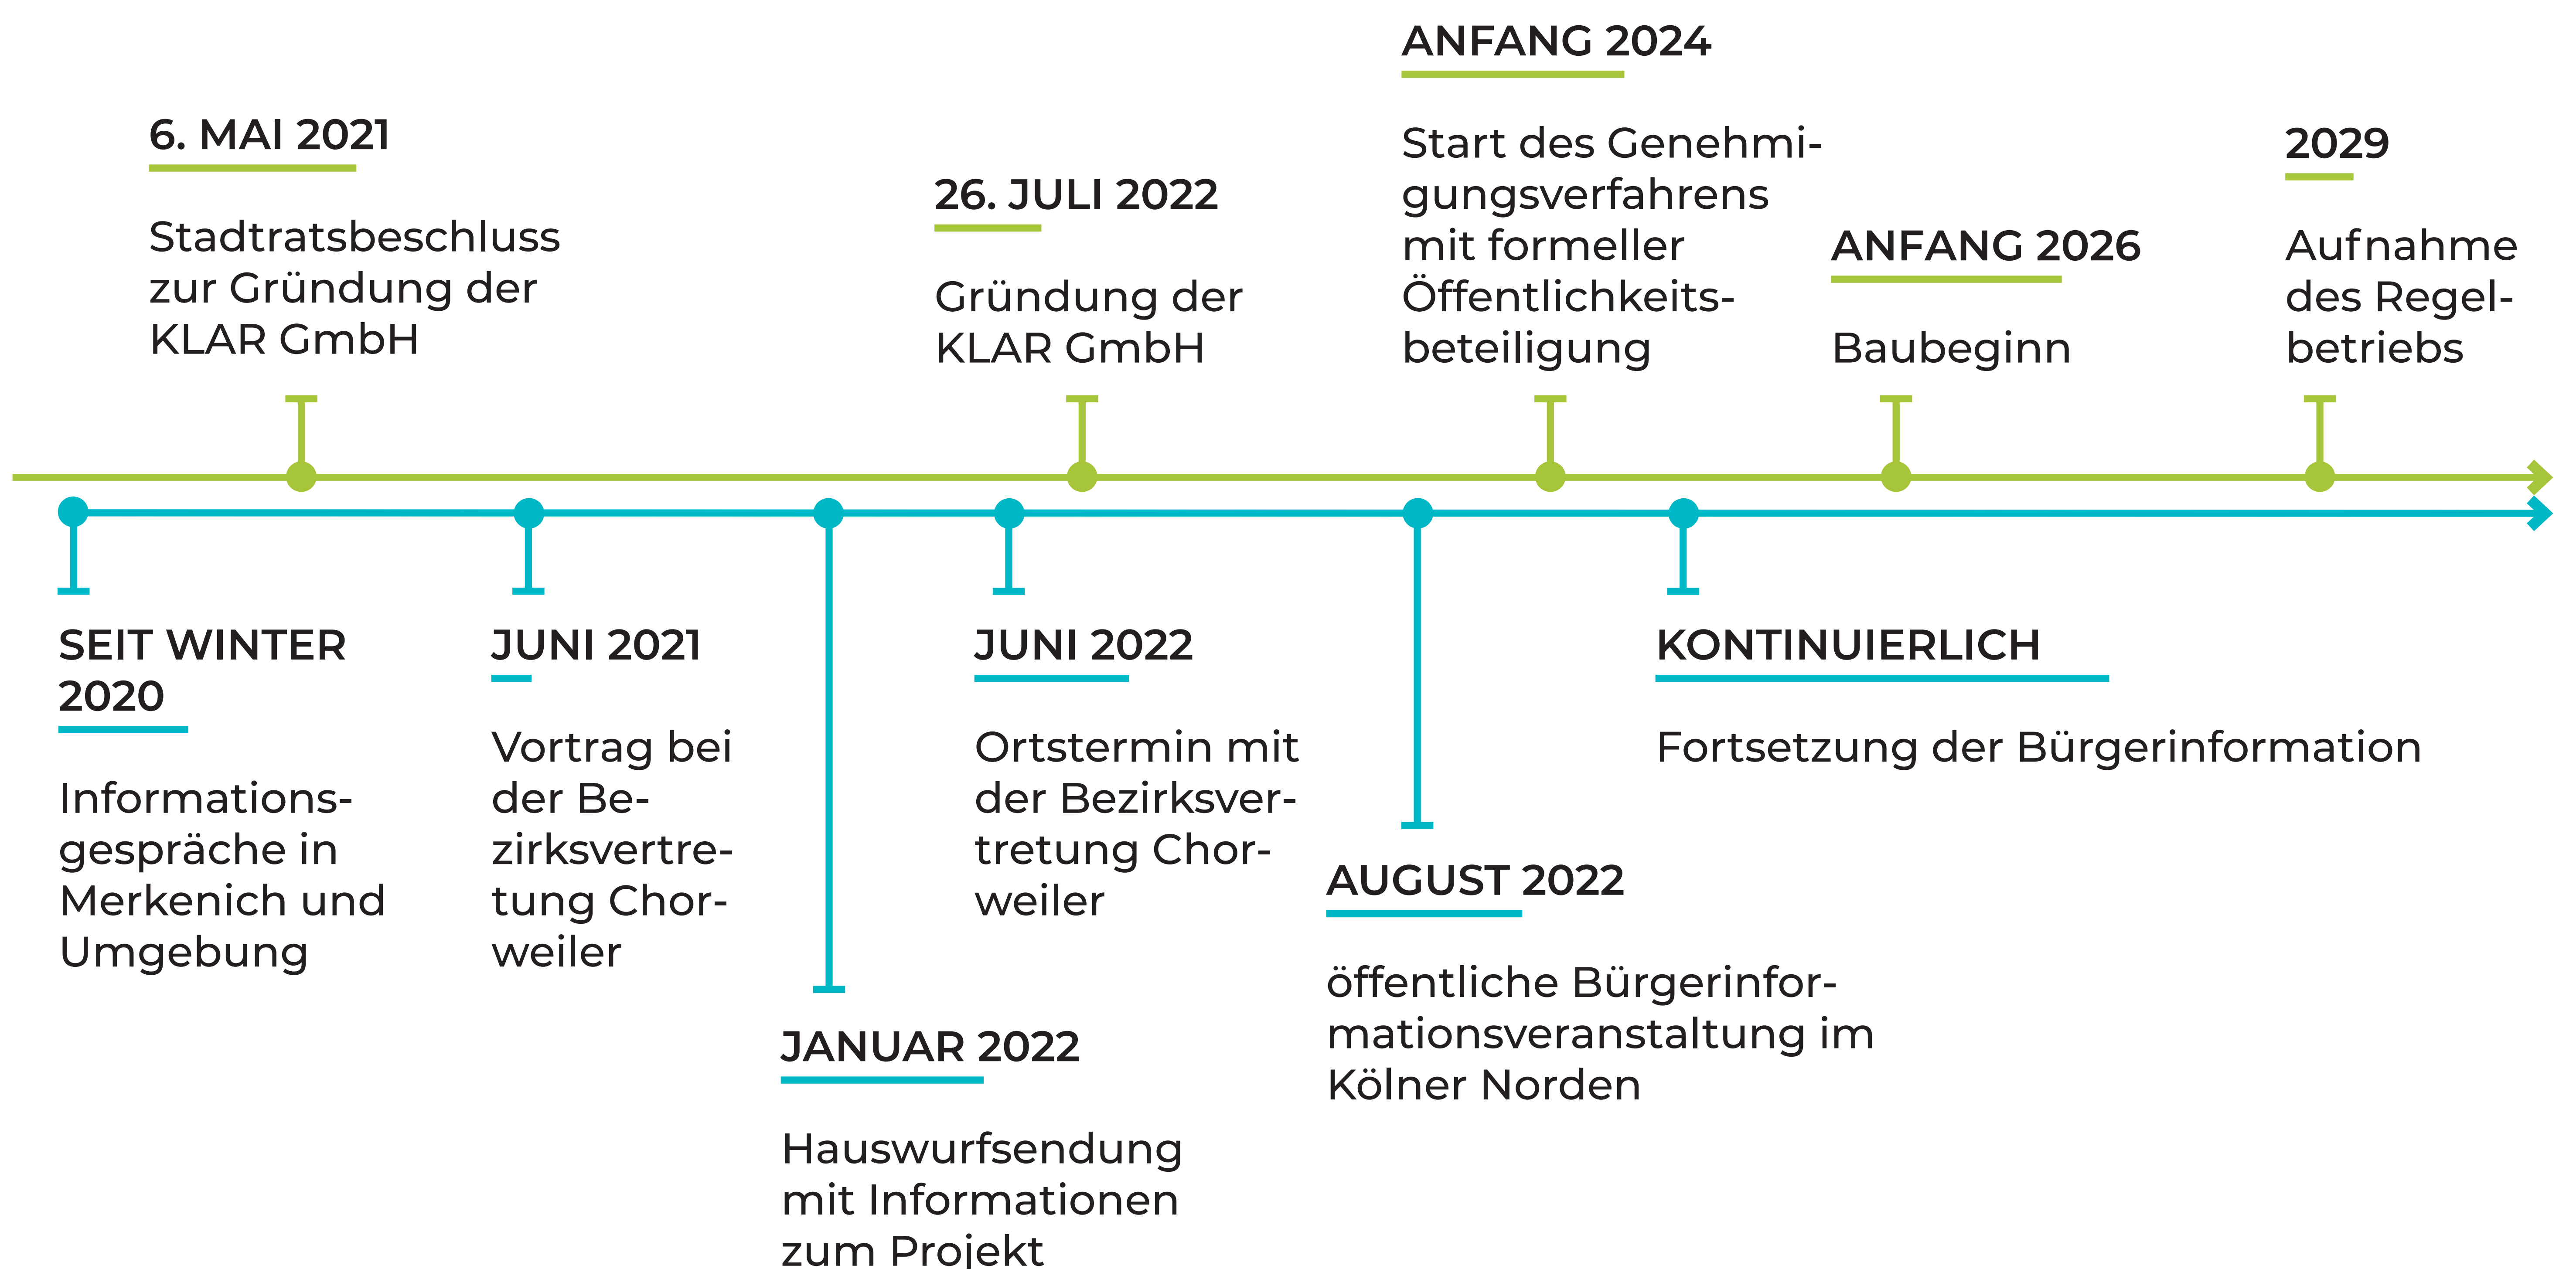 6. MAI 2021
Stadtratsbeschluss
zur Gründung der
KLAR GmbH
26. JULI 2022
Gründung der
KLAR GmbH
ANFANG 2024
Start des Genehmi-
gungsverfahrens
mit formeller
Öffentlichkeits-
beteiligung
ANFANG 2026
Baubeginn
2029
Aufnahme
des Regel-
betriebs
SEIT WINTER
2020
Informations-
gespräche in
Merkenich und
Umgebung
JUNI 2021
Vortrag bei
der Be-
zirksvertre-
tung Chor-
weiler
JANUAR 2022
Hauswurfsendung
mit Informationen
zum Projekt
JUNI 2022
Ortstermin mit
der Bezirksver-
tretung Chor-
weiler
AUGUST 2022
öffentliche Bürgerinfor-
mationsveranstaltung im
Kölner Norden
KONTINUIERLICH
Fortsetzung der Bürgerinformation